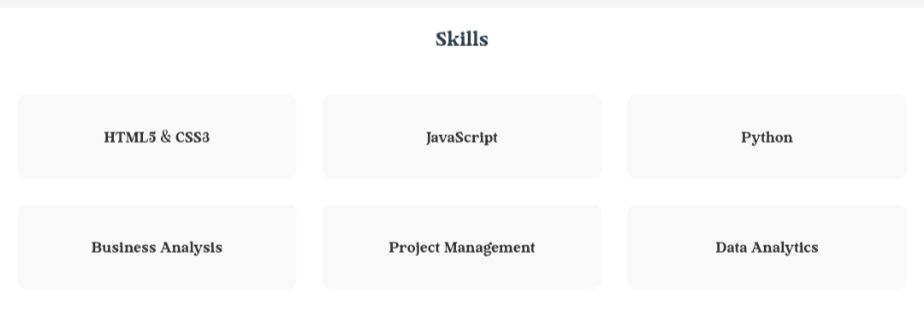 Skills
HTML5 & CSS3
JavaScript
Python
Business Analysis
Project Management
Data Analytics